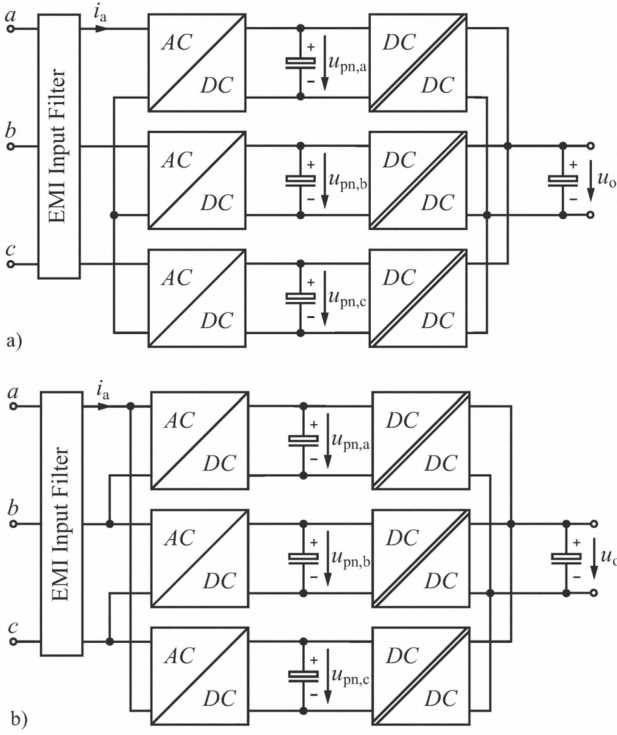 a
i_a
AC
DC
+
−
u_pn,a
DC
DC
b
EMI Input Filter
AC
DC
+
−
u_pn,b
DC
DC
+
−
u_o
c
AC
DC
+
−
u_pn,c
DC
DC
a)
a
i_a
AC
DC
+
−
u_pn,a
DC
DC
b
EMI Input Filter
AC
DC
+
−
u_pn,b
DC
DC
+
−
u_o
c
AC
DC
+
−
u_pn,c
DC
DC
b)